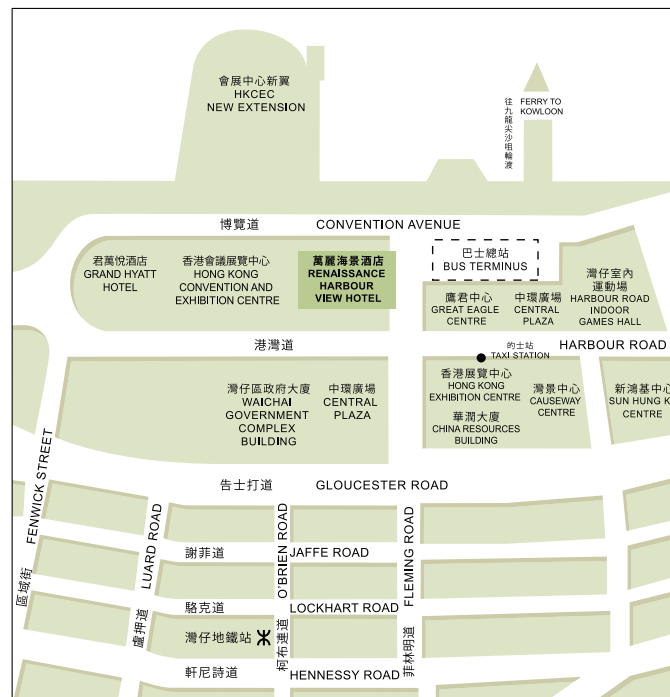 會展中心新翼
HKCEC
NEW EXTENSION
往九龍尖沙咀輪渡
FERRY TO
KOWLOON
博覽道
CONVENTION AVENUE
君萬悅酒店
GRAND HYATT
HOTEL
香港會議展覽中心
HONG KONG
CONVENTION AND
EXHIBITION CENTRE
萬麗海景酒店
RENAISSANCE
HARBOUR
VIEW HOTEL
巴士總站
BUS TERMINUS
鷹君中心
GREAT EAGLE
CENTRE
中環廣場
CENTRAL
PLAZA
灣仔室內
運動場
HARBOUR ROAD
INDOOR
GAMES HALL
港灣道
的士站
TAXI STATION
HARBOUR ROAD
灣仔區政府大廈
WAICHAI
GOVERNMENT
COMPLEX
BUILDING
中環廣場
CENTRAL
PLAZA
香港展覽中心
HONG KONG
EXHIBITION CENTRE
華潤大廈
CHINA RESOURCES
BUILDING
灣景中心
CAUSEWAY
CENTRE
新鴻基中心
SUN HUNG K
CENTRE
告士打道
GLOUCESTER ROAD
FENWICK STREET
區域街
LUARD ROAD
盧押道
O'BRIEN ROAD
柯布連道
FLEMING ROAD
菲林明道
謝菲道
JAFFE ROAD
駱克道
LOCKHART ROAD
灣仔地鐵站
軒尼詩道
HENNESSY ROAD